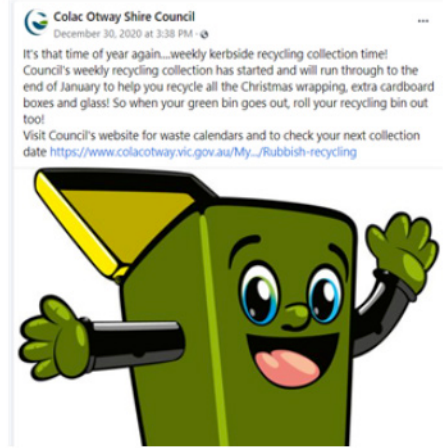 Colac Otway Shire Council
December 30, 2020 at 3:38 PM ·
It's that time of year again....weekly kerbside recycling collection time!
Council's weekly recycling collection has started and will run through to the
end of January to help you recycle all the Christmas wrapping, extra cardboard
boxes and glass! So when your green bin goes out, roll your recycling bin out
too!
Visit Council's website for waste calendars and to check your next collection
date https://www.colacotway.vic.gov.au/My.../Rubbish-recycling